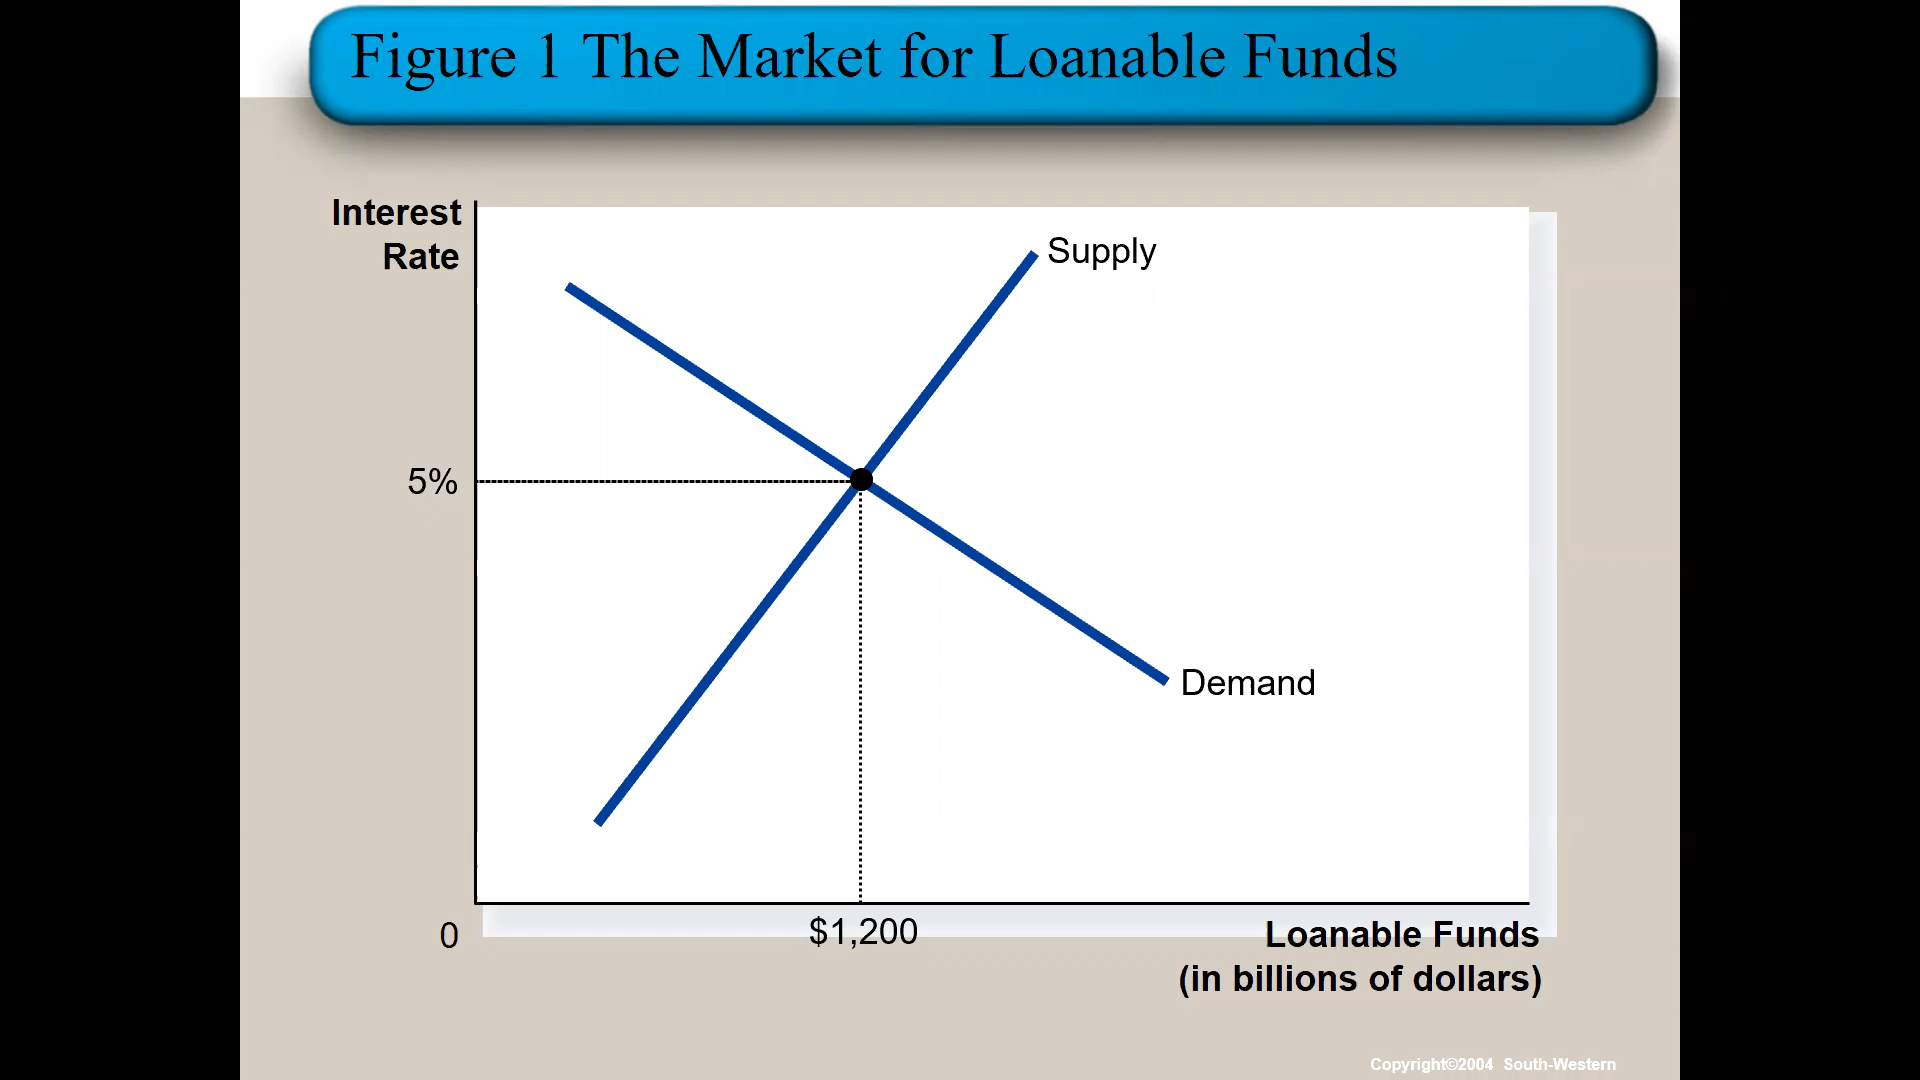 Figure 1 The Market for Loanable Funds
Interest
Rate
Supply
5%
Demand
0
$1,200
Loanable Funds
(in billions of dollars)
Copyright©2004 South-Western